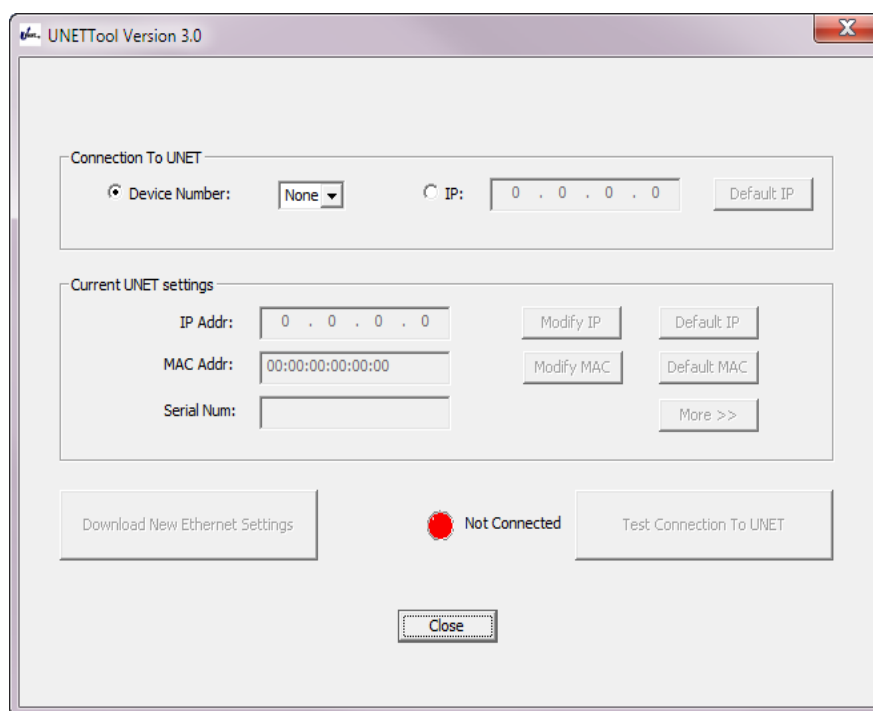 UNETTool Version 3.0
Connection To UNET
Device Number: None IP: 0 . 0 . 0 . 0 Default IP
Current UNET settings
IP Addr: 0 . 0 . 0 . 0 Modify IP Default IP
MAC Addr: 00:00:00:00:00:00 Modify MAC Default MAC
Serial Num: More >>
Download New Ethernet Settings Not Connected Test Connection To UNET
Close